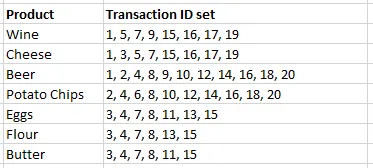 Product Transaction ID set
Wine 1, 5, 7, 9, 15, 16, 17, 19
Cheese 1, 3, 5, 7, 15, 16, 17, 19
Beer 1, 2, 4, 8, 9, 10, 12, 14, 16, 18, 20
Potato Chips 2, 4, 6, 8, 10, 12, 14, 16, 18, 20
Eggs 3, 4, 7, 8, 11, 13, 15
Flour 3, 4, 7, 8, 13, 15
Butter 3, 4, 7, 8, 11, 15